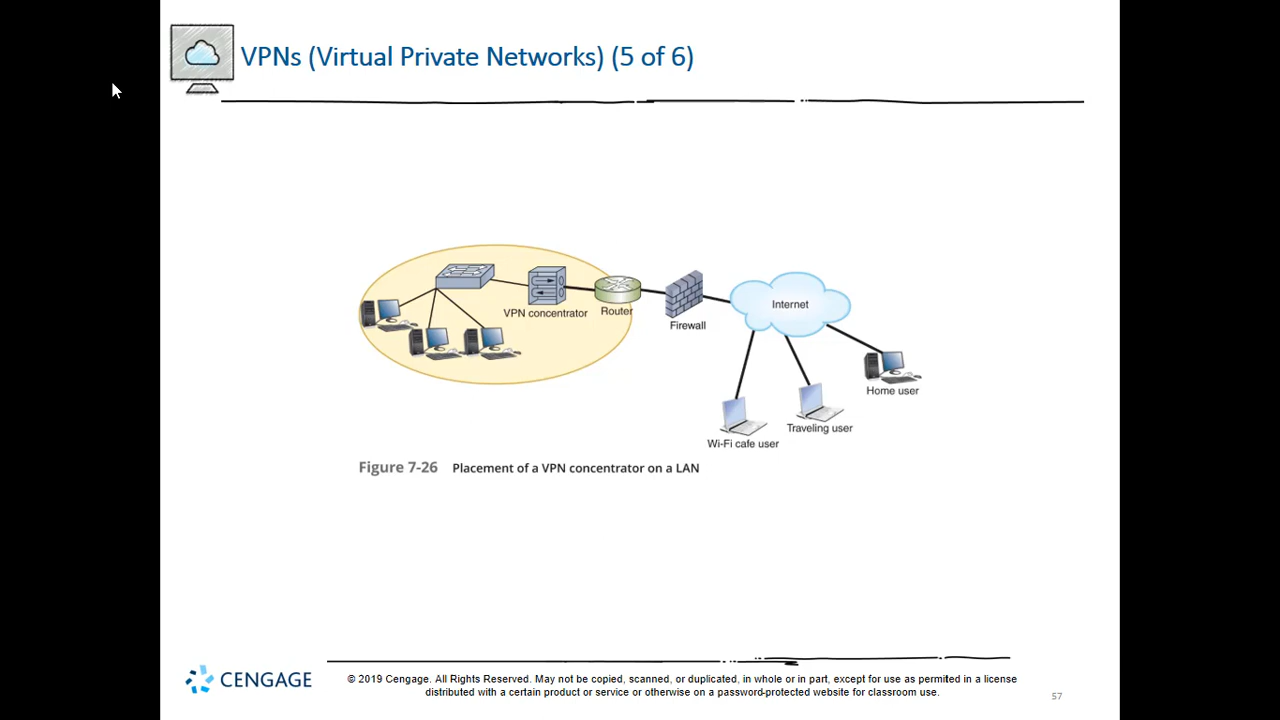 VPNs (Virtual Private Networks) (5 of 6)
VPN concentrator
Router
Firewall
Internet
Home user
Traveling user
Wi-Fi cafe user
Figure 7-26 Placement of a VPN concentrator on a LAN
CENGAGE
© 2019 Cengage. All Rights Reserved. May not be copied, scanned, or duplicated, in whole or in part, except for use as permitted in a license
distributed with a certain product or service or otherwise on a password-protected website for classroom use.
57